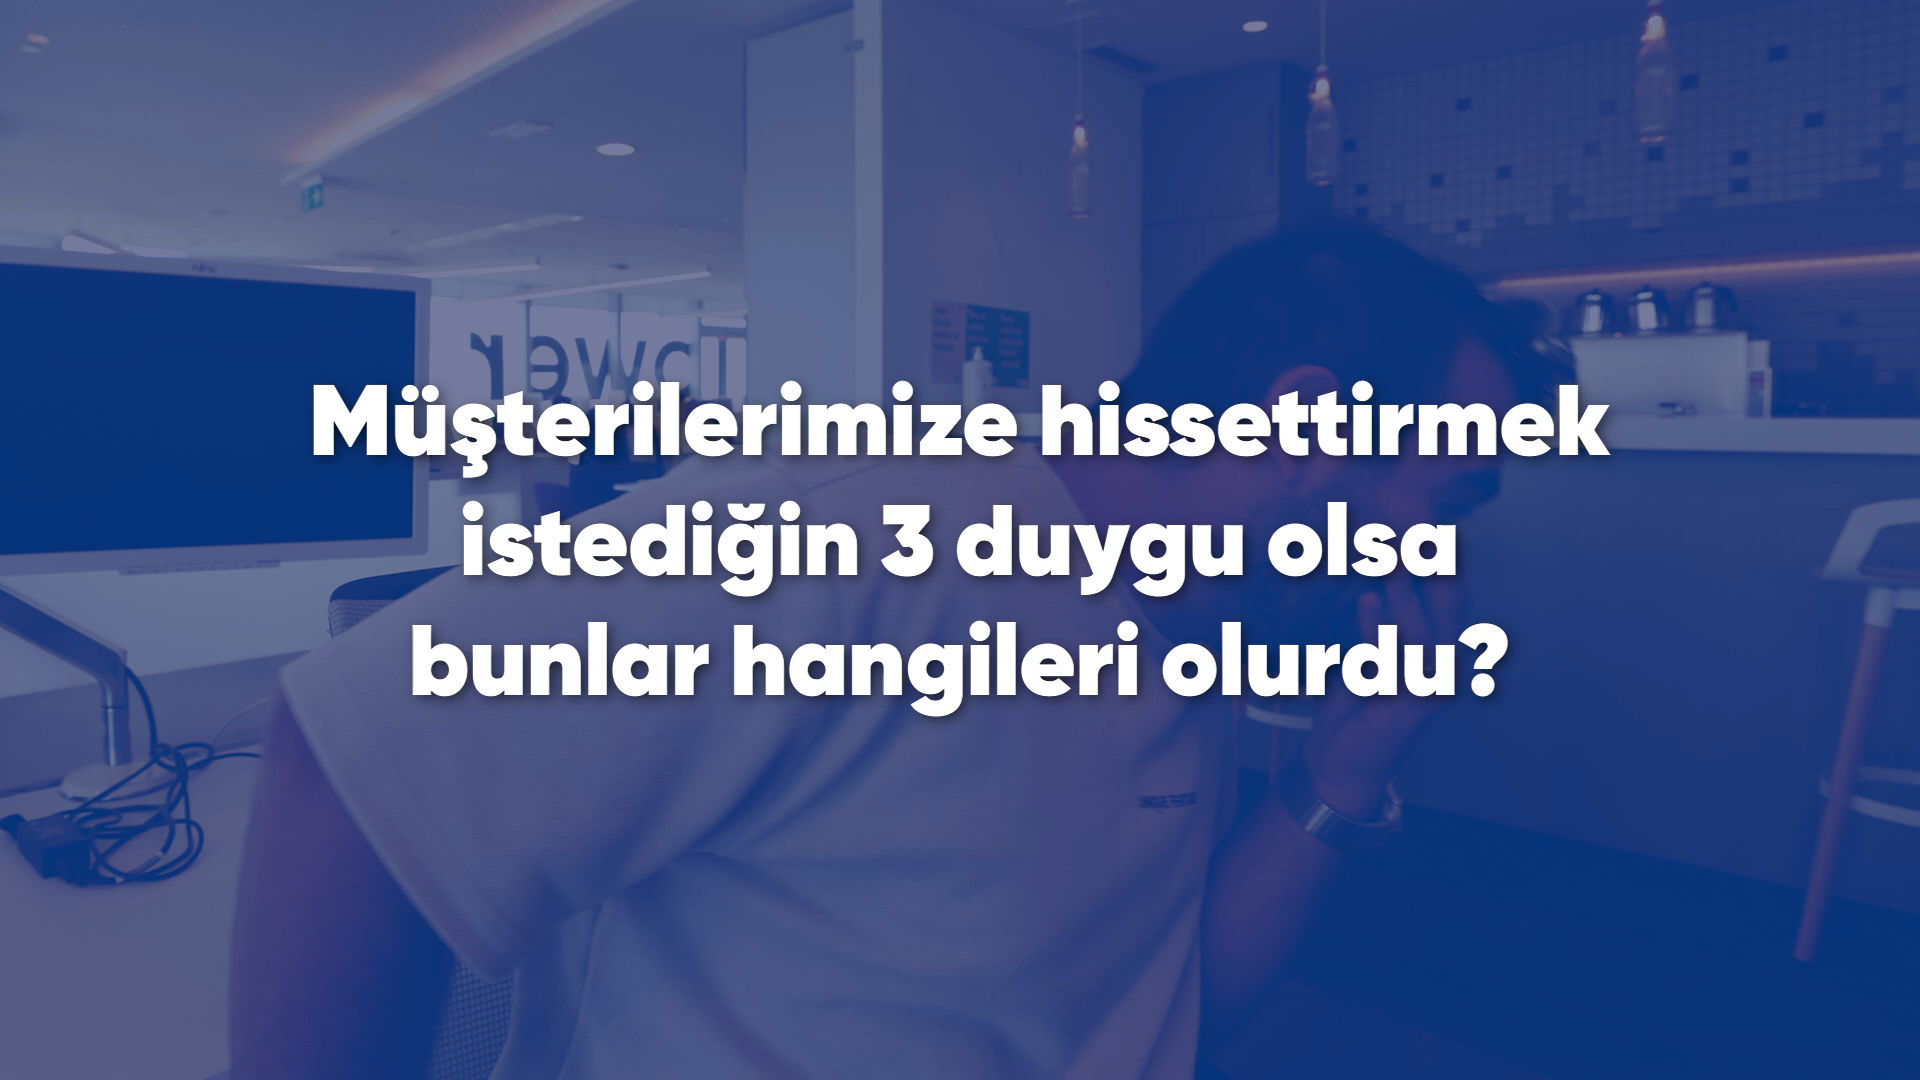 Müşterilerimize hissettirmek
istediğin 3 duygu olsa
bunlar hangileri olurdu?